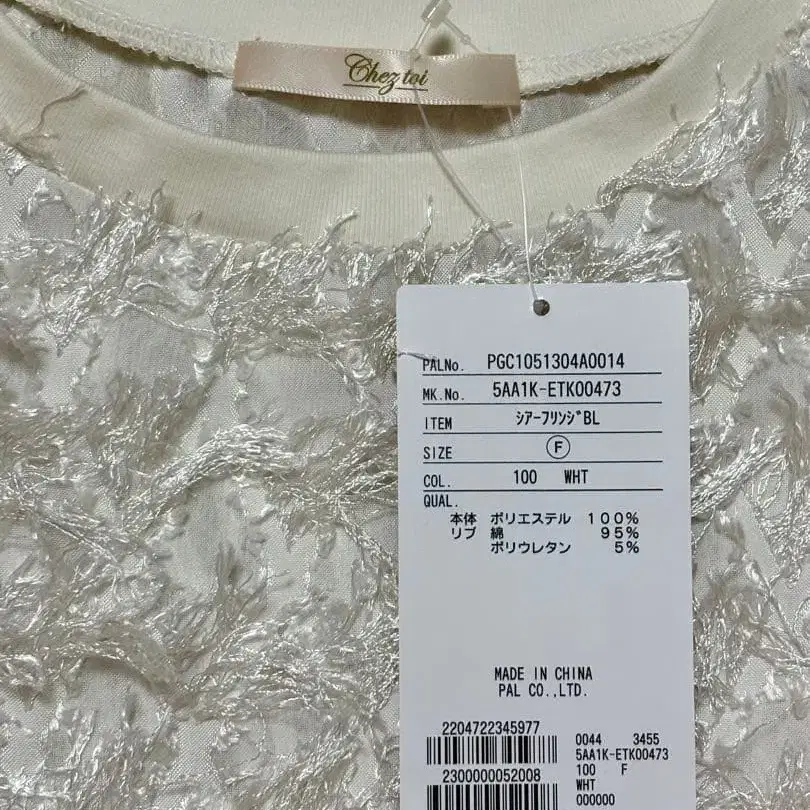 Chez toi
PALNo. PGC1051304A0014
MK.No. 5AA1K-ETK00473
ITEM ｼｱｰﾌﾘﾝｼﾞBL
SIZE Ⓕ
COL. 100 WHT
QUAL.
本体 ポリエステル １００％
リブ 綿 ９５％
ポリウレタン ５％
MADE IN CHINA
PAL CO.,LTD.
2204722345977
0044 3455
5AA1K-ETK00473
100 F
2300000052008
WHT
000000